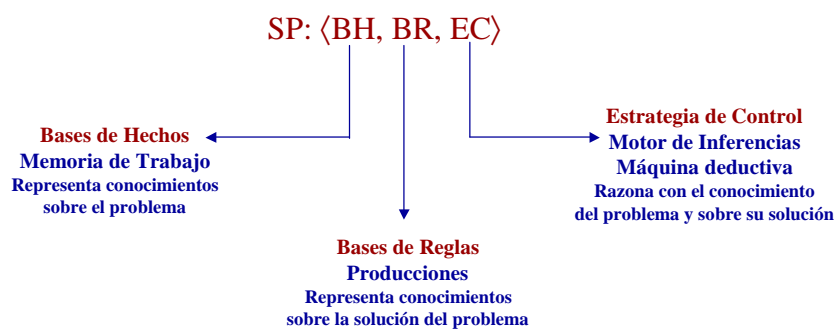 SP: ⟨BH, BR, EC⟩
Bases de Hechos
Memoria de Trabajo
Representa conocimientos
sobre el problema
Bases de Reglas
Producciones
Representa conocimientos
sobre la solución del problema
Estrategia de Control
Motor de Inferencias
Máquina deductiva
Razona con el conocimiento
del problema y sobre su solución